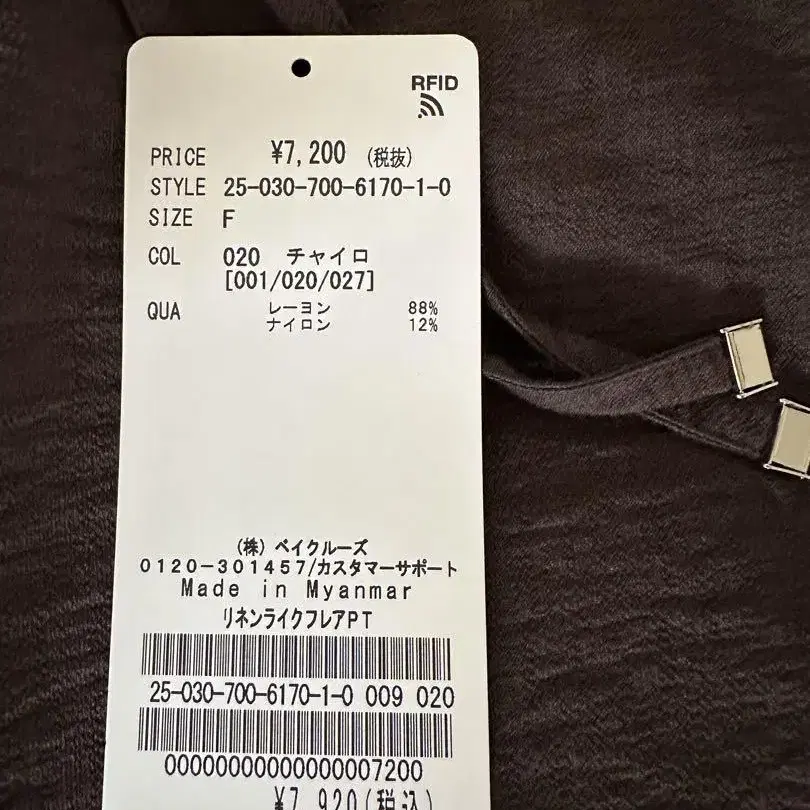 RFID
PRICE ¥7,200 (税抜)
STYLE 25-030-700-6170-1-0
SIZE F
COL 020 チャイロ
[001/020/027]
QUA レーヨン 88%
ナイロン 12%
(株) ベイクルーズ
0120-301457/カスタマーサポート
Made in Myanmar
リネンライクフレアPT
25-030-700-6170-1-0 009 020
00000000000000007200
¥7,920(税込)